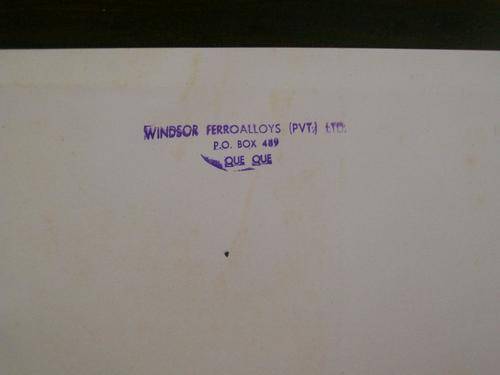 WINDSOR FERROALLOYS (PVT.) LTD.
P.O. BOX 489
QUE QUE